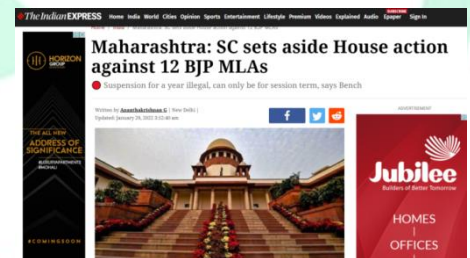 The Indian EXPRESS
Home India World Cities Opinion Sports Entertainment Lifestyle Premium Videos Explained Audio Epaper Sign in
Maharashtra: SC sets aside House action
against 12 BJP MLAs
Suspension for a year illegal, can only be for session term, says Bench
Written by Ananthakrishnan G | New Delhi |
ADVERTISEMENT
HORIZON
GROUP
THE ALL NEW
ADDRESS OF
SIGNIFICANCE
#COMINGSOON
Jubilee
Builders of Better Tomorrow
HOMES
OFFICES